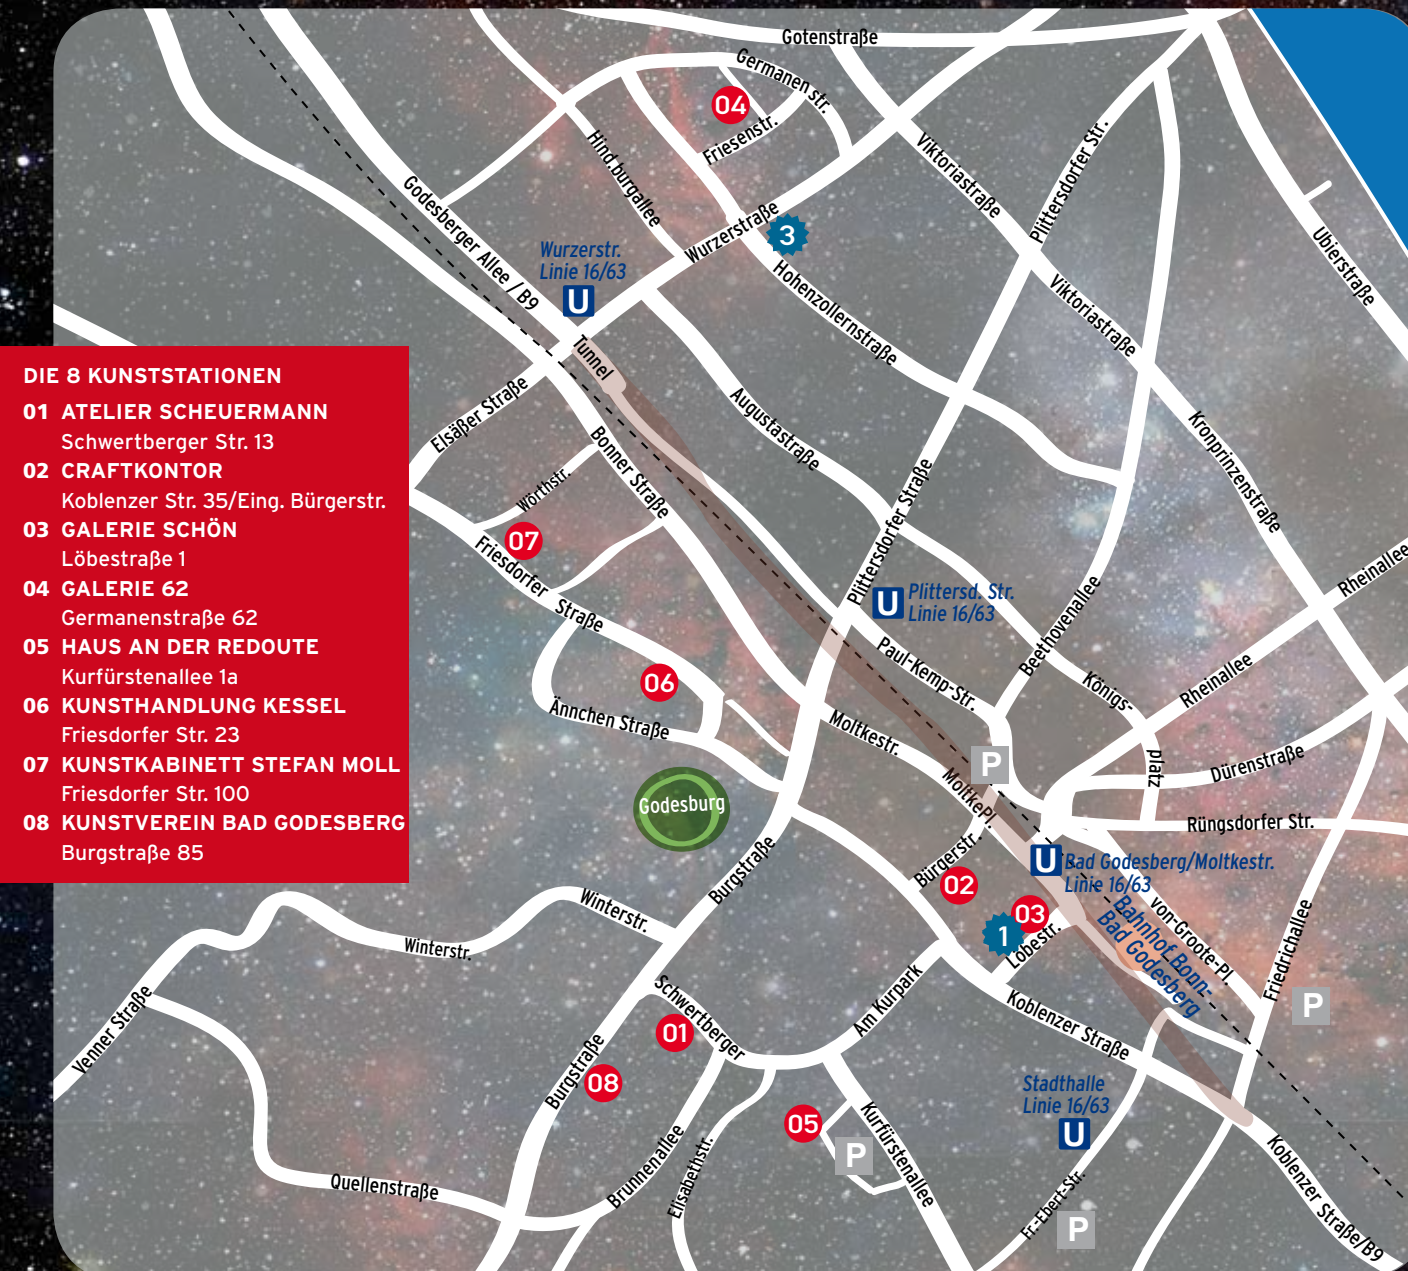 Gotenstraße
Germanenstr.
04
Friesenstr.
Hind.burgallee
Viktoriastraße
Plittersdorfer Str.
Godesberger Allee / B9
Wurzerstraße
3
Ubierstraße
Wurzerstr.
Linie 16/63
U
Hohenzollernstraße
Viktoriastraße
Tunnel
Elsäßer Straße
Augustastraße
Bonner Straße
Kronprinzenstraße
Wörthstr.
Plittersdorfer Straße
07
Friesdorfer Straße
Rheinallee
U
Plittersd. Str.
Linie 16/63
Beethovenallee
Paul-Kemp-Str.
Königs-
platz
Rheinallee
06
Ännchen Straße
Moltkestr.
P
MoltkePl.
Dürenstraße
Godesburg
Rüngsdorfer Str.
DIE 8 KUNSTSTATIONEN
01 ATELIER SCHEUERMANN
Schwertberger Str. 13
02 CRAFTKONTOR
Koblenzer Str. 35/Eing. Bürgerstr.
03 GALERIE SCHÖN
Löbestraße 1
04 GALERIE 62
Germanenstraße 62
05 HAUS AN DER REDOUTE
Kurfürstenallee 1a
06 KUNSTHANDLUNG KESSEL
Friesdorfer Str. 23
07 KUNSTKABINETT STEFAN MOLL
Friesdorfer Str. 100
08 KUNSTVEREIN BAD GODESBERG
Burgstraße 85
Burgstraße
Bürgerstr.
02
U
Bad Godesberg/Moltkestr.
Linie 16/63
03
1
Löbestr.
Bahnhof Bonn-
Bad Godesberg
von-Groote-Pl.
Friedrichallee
P
Winterstr.
Winterstr.
Venner Straße
Schwertberger
01
Am Kurpark
Koblenzer Straße
Burgstraße
08
Stadthalle
Linie 16/63
U
05
P
Kurfürstenallee
Brunnenallee
Elisabethstr.
Quellenstraße
Fr.-Ebert-Str.
P
Koblenzer Straße/B9